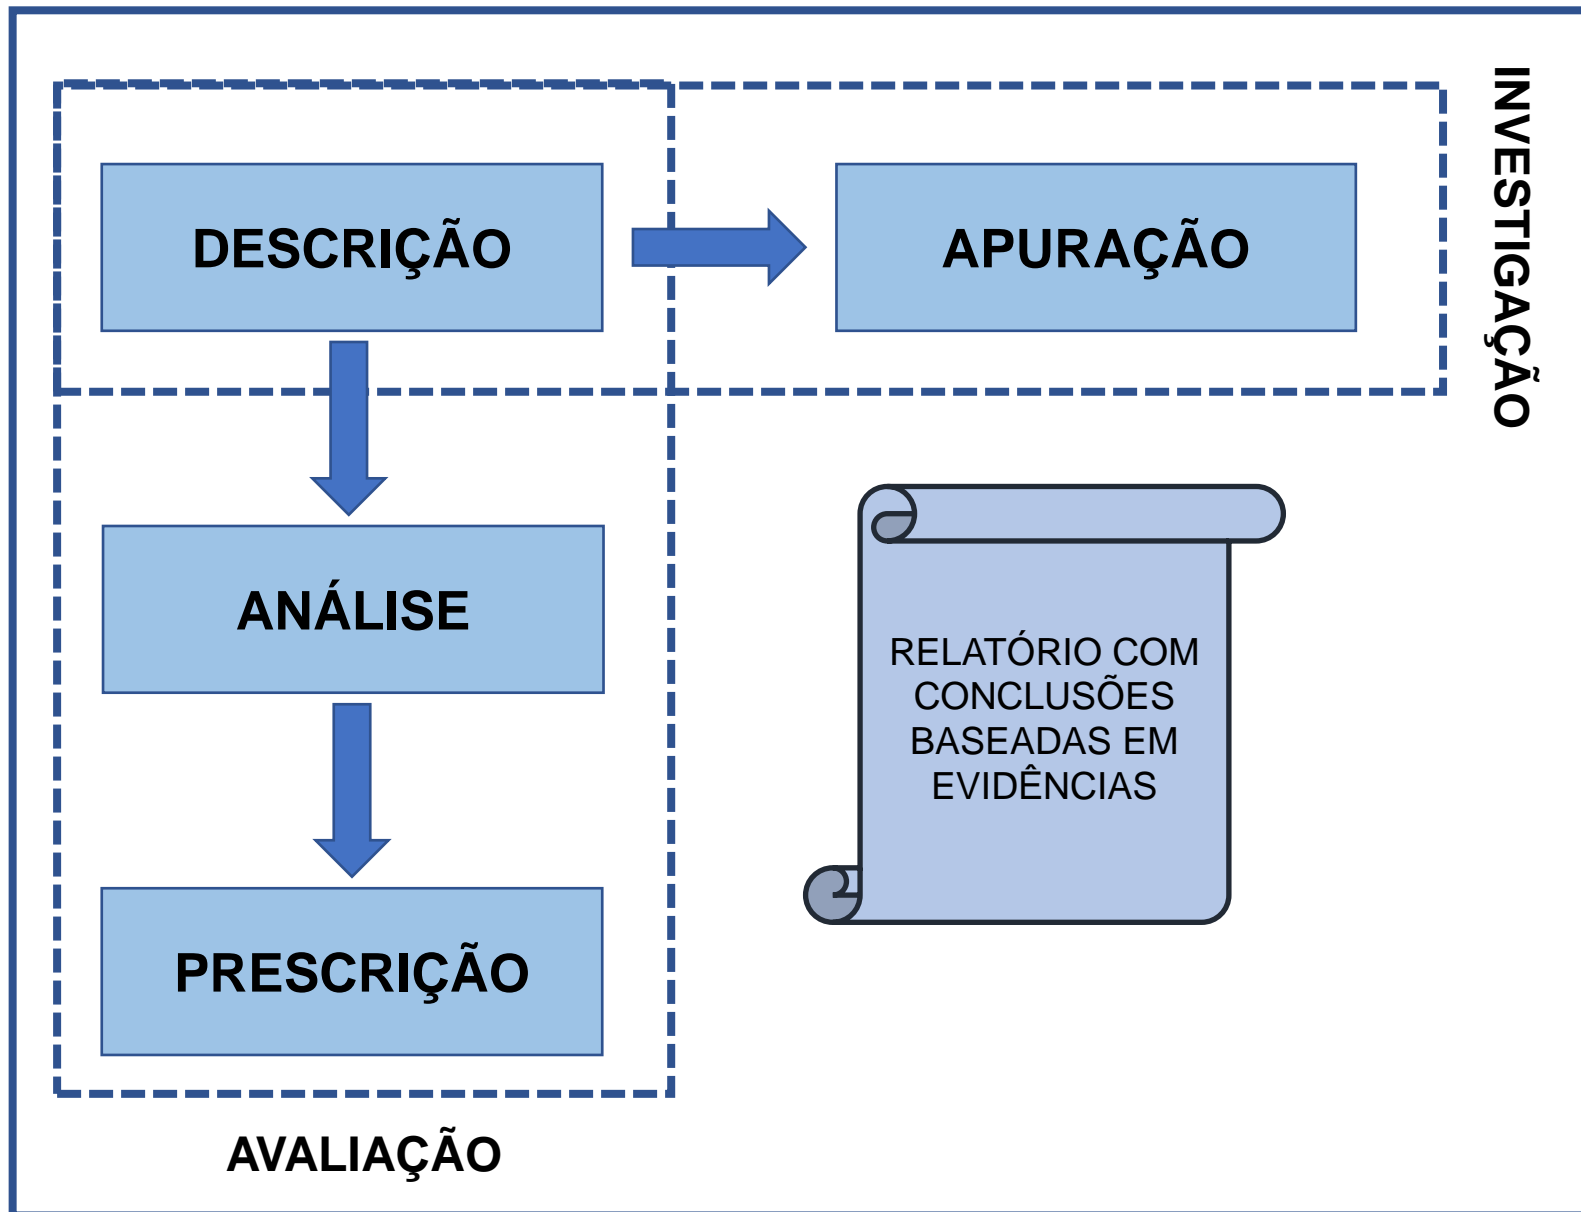 DESCRIÇÃO
APURAÇÃO
INVESTIGAÇÃO
ANÁLISE
RELATÓRIO COM
CONCLUSÕES
BASEADAS EM
EVIDÊNCIAS
PRESCRIÇÃO
AVALIAÇÃO